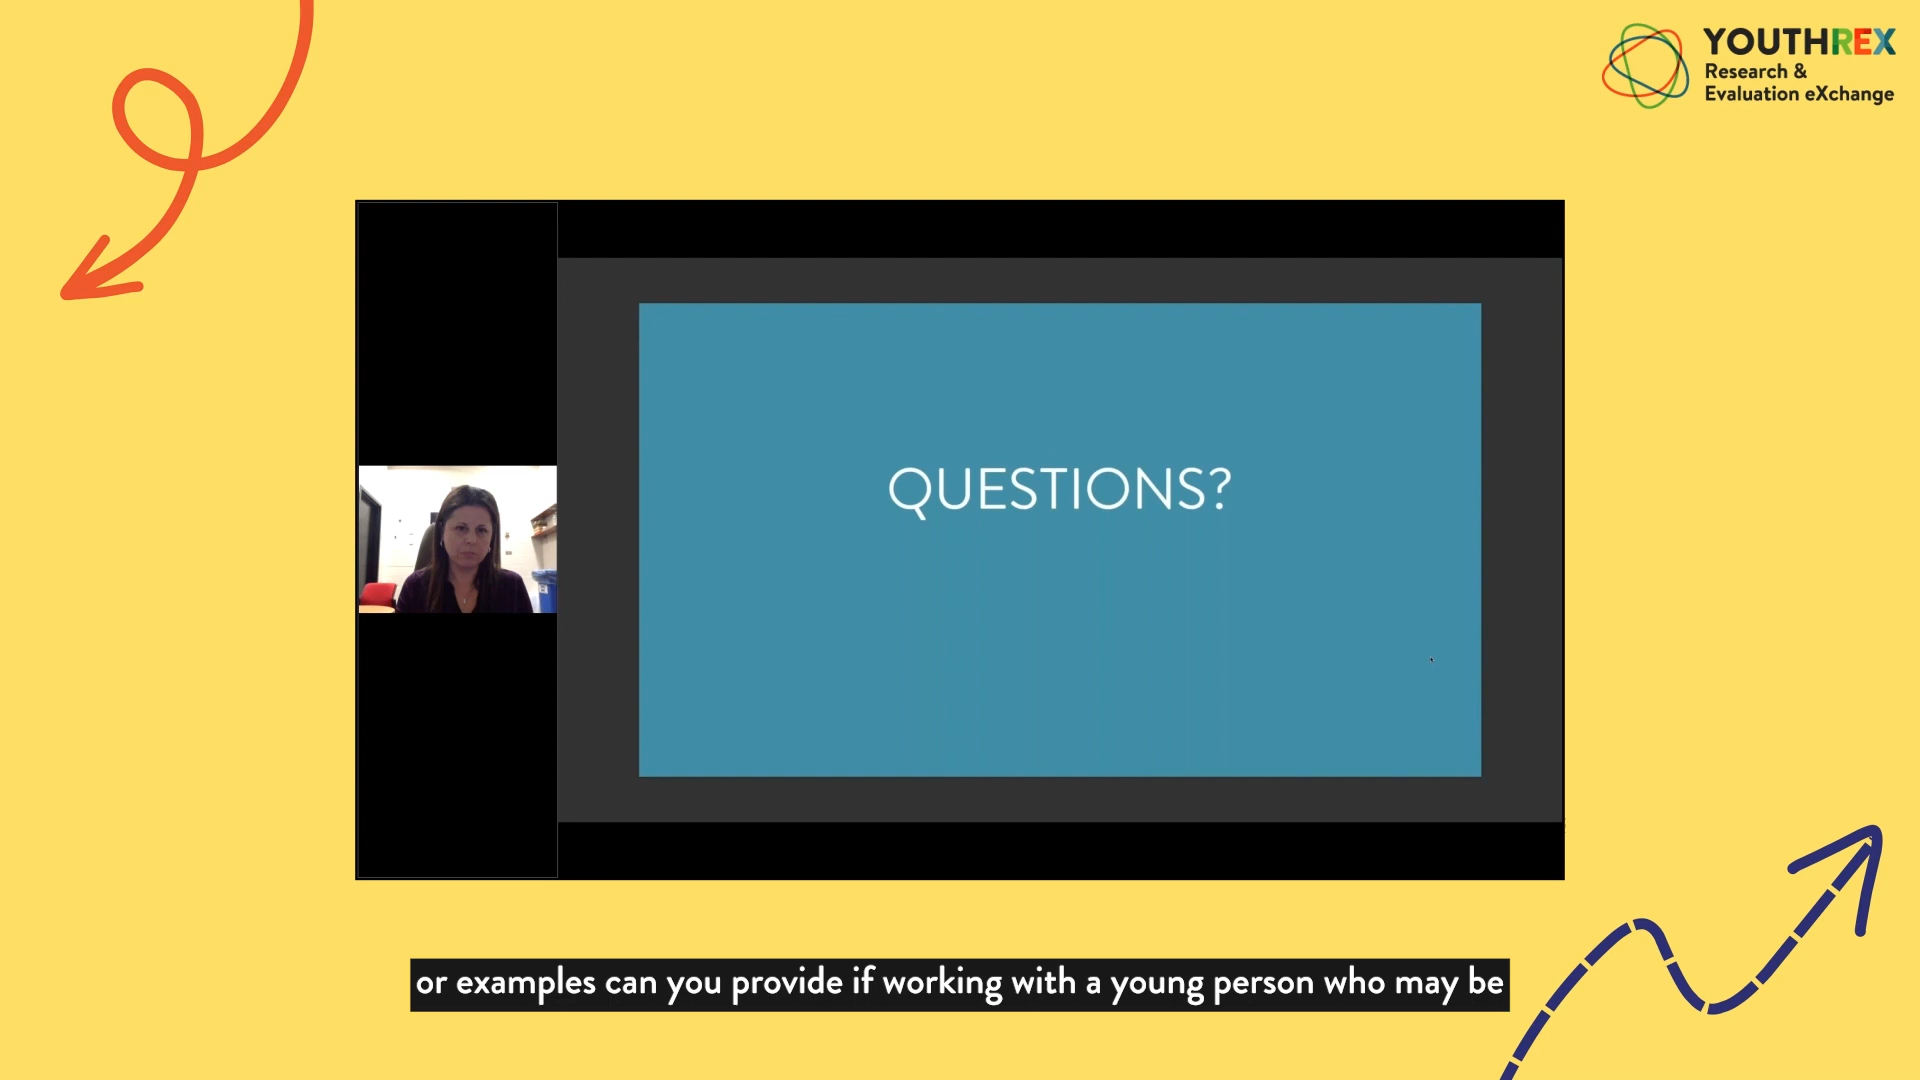 YOUTHREX
Research &
Evaluation eXchange
QUESTIONS?
or examples can you provide if working with a young person who may be